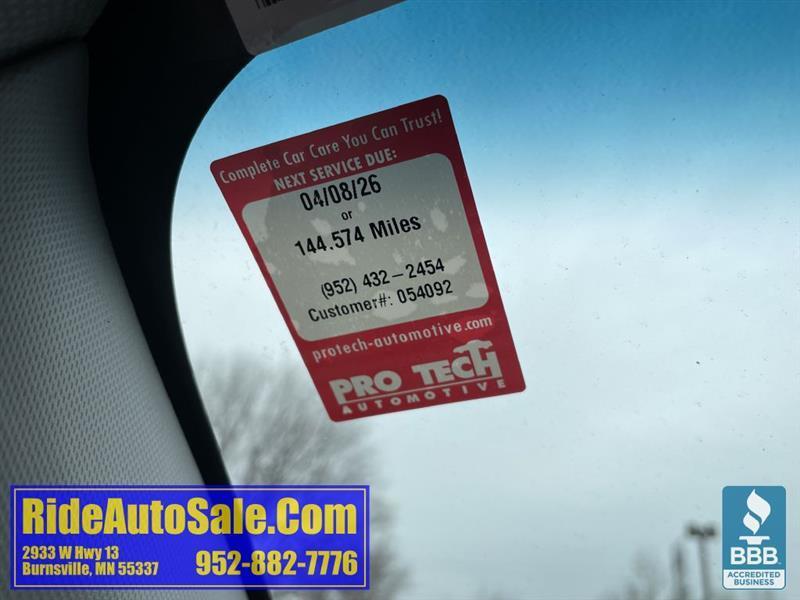 Complete Car Care You Can Trust!
NEXT SERVICE DUE:
04/08/26
or
144,574 Miles
(952) 432-2454
Customer#: 054092
protech-automotive.com
PRO TECH
AUTOMOTIVE
RideAutoSale.Com
2933 W Hwy 13
Burnsville, MN 55337
952-882-7776
BBB
ACCREDITED
BUSINESS